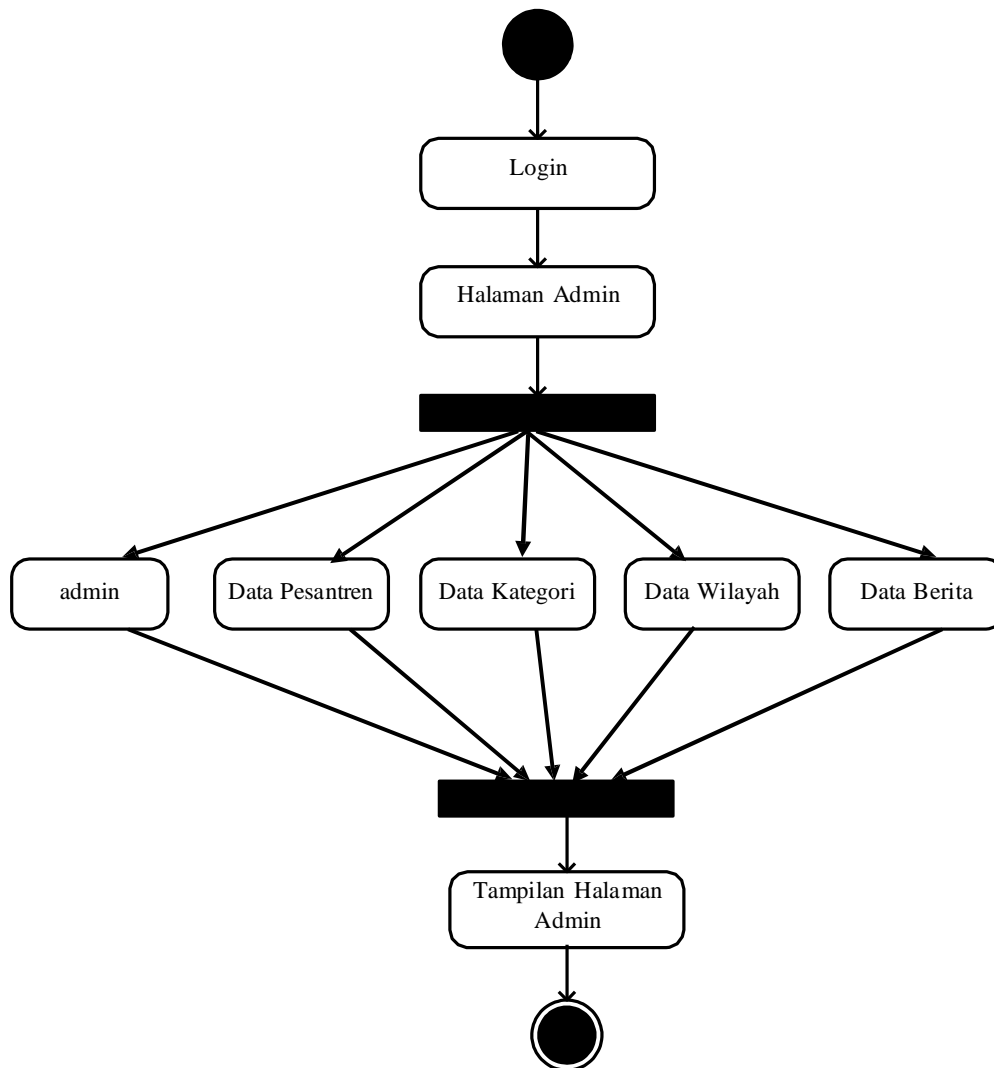 Login
Halaman Admin
admin
Data Pesantren
Data Kategori
Data Wilayah
Data Berita
Tampilan Halaman
Admin